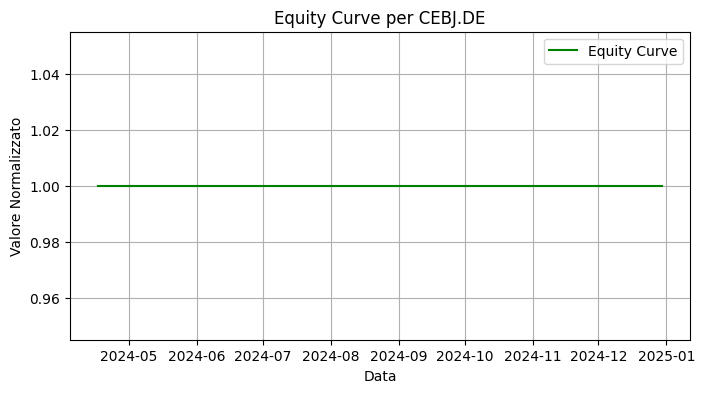 Equity Curve per CEBJ.DE
Equity Curve
Valore Normalizzato
1.04
1.02
1.00
0.98
0.96
2024-05 2024-06 2024-07 2024-08 2024-09 2024-10 2024-11 2024-12 2025-01
Data